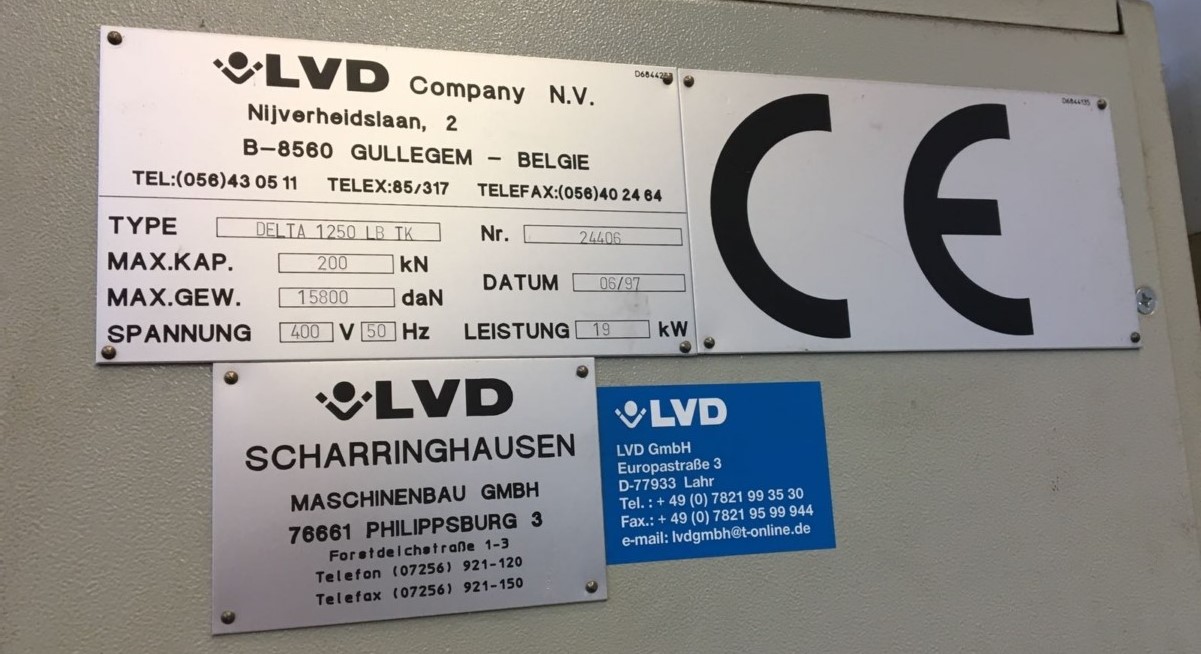 LVD Company N.V.
Nijverheidslaan, 2
B-8560 GULLEGEM - BELGIE
TEL:(056)43 05 11 TELEX:85/317 TELEFAX:(056)40 24 64
TYPE DELTA 1250 LB TK Nr. 24406
MAX.KAP. 200 kN
DATUM 06/97
MAX.GEW. 15800 daN
SPANNUNG 400 V 50 Hz LEISTUNG 19 kW
CE
LVD
SCHARRINGHAUSEN
MASCHINENBAU GMBH
76661 PHILIPPSBURG 3
Forstdeichstraße 1-3
Telefon (07256) 921-120
Telefax (07256) 921-150
LVD
LVD GmbH
Europastraße 3
D-77933 Lahr
Tel. : + 49 (0) 7821 99 35 30
Fax.: + 49 (0) 7821 95 99 944
e-mail: lvdgmbh@t-online.de